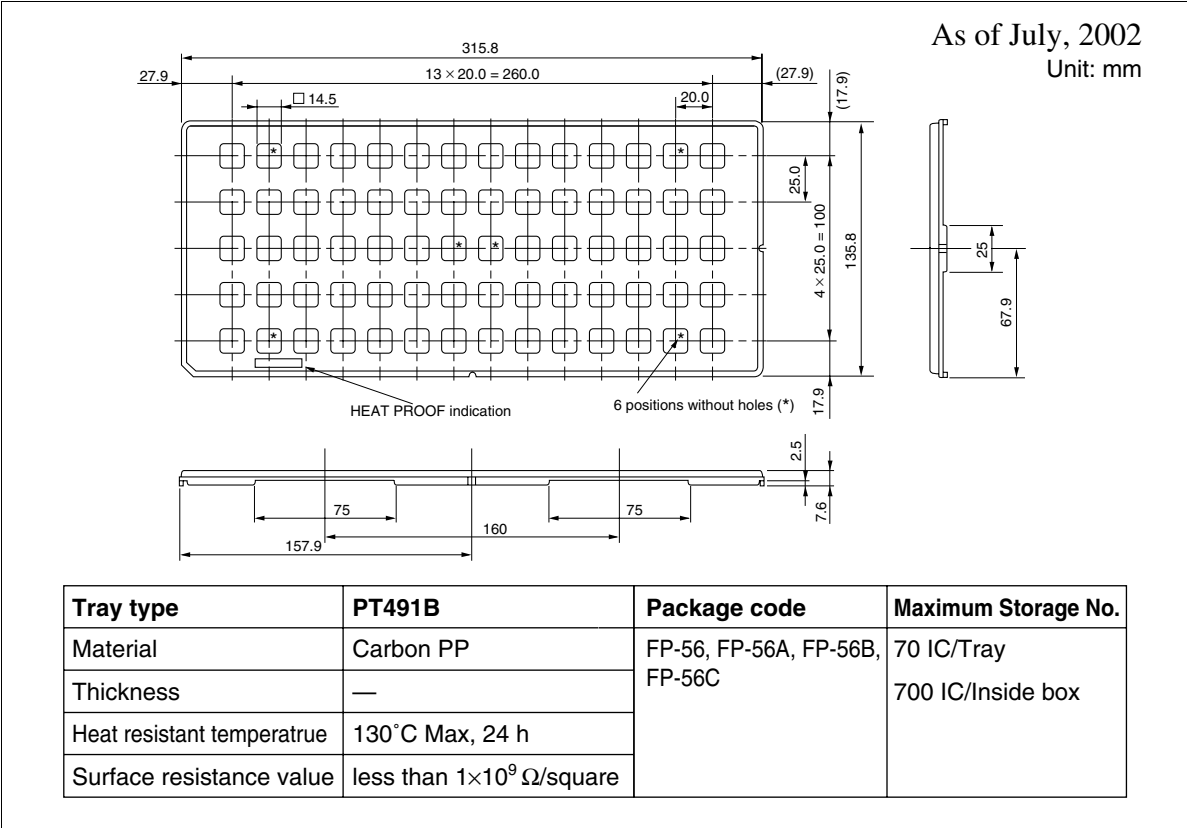 As of July, 2002
Unit: mm
315.8
27.9
13 × 20.0 = 260.0
(27.9)
(17.9)
□ 14.5
20.0
*
*
25.0
4 × 25.0 = 100
135.8
*
*
25
67.9
*
*
HEAT PROOF indication
6 positions without holes (*)
17.9
2.5
7.6
75
75
160
157.9
Tray type PT491B Package code Maximum Storage No.
Material Carbon PP FP-56, FP-56A, FP-56B, 70 IC/Tray
FP-56C
Thickness — 700 IC/Inside box
Heat resistant temperatrue 130˚C Max, 24 h
Surface resistance value less than 1×10⁹ Ω/square